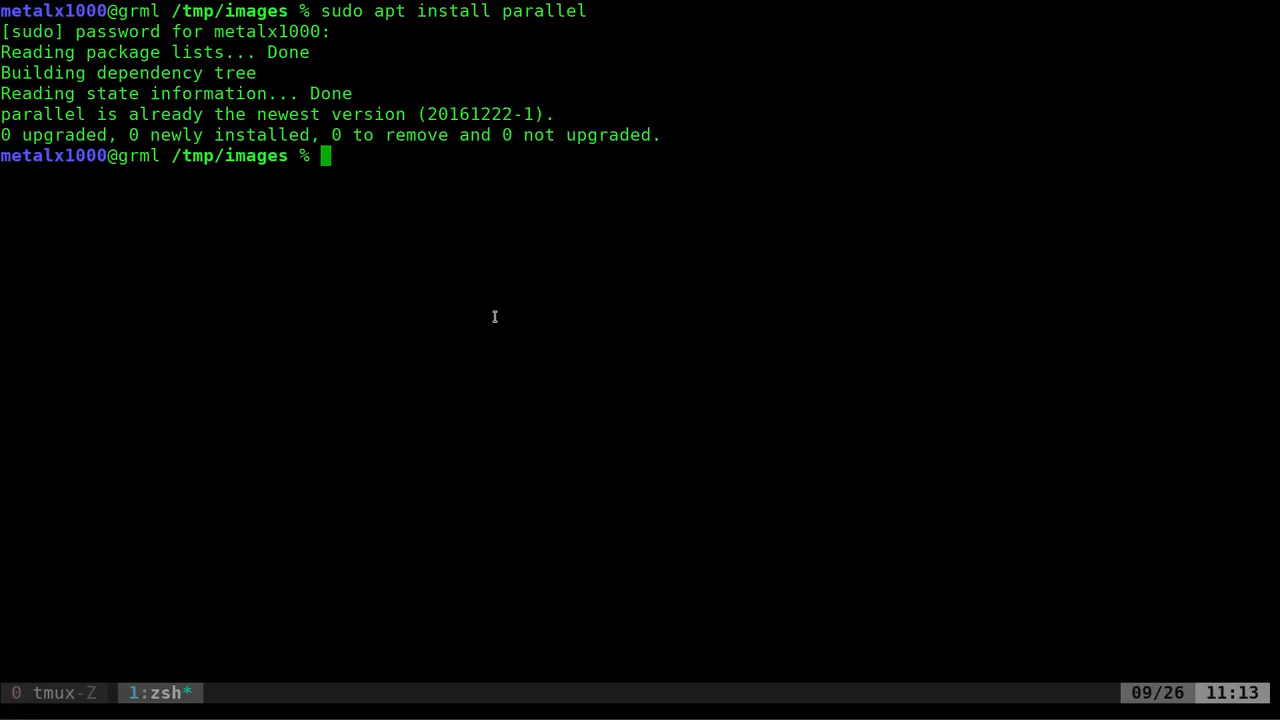 metalx1000@grml /tmp/images % sudo apt install parallel
[sudo] password for metalx1000:
Reading package lists... Done
Building dependency tree
Reading state information... Done
parallel is already the newest version (20161222-1).
0 upgraded, 0 newly installed, 0 to remove and 0 not upgraded.
metalx1000@grml /tmp/images %
0 tmux-Z 1:zsh* 09/26 11:13